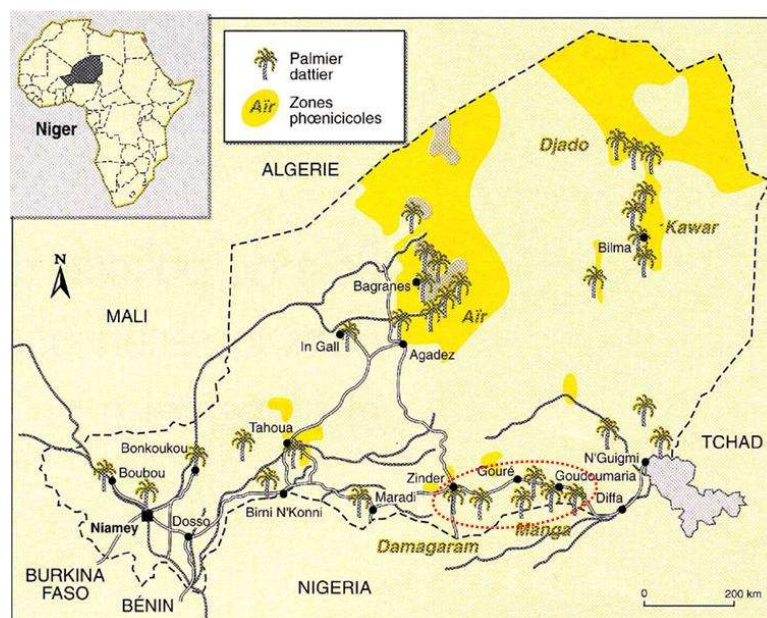 Niger
Palmier
dattier
Aïr
Zones
phœnicicoles
ALGERIE
Djado
Kawar
Bilma
N
MALI
Bagranes
Aïr
In Gall
Agadez
TCHAD
Tahoua
Bonkoukou
Boubou
N'Guigmi
Zinder
Gouré
Goudoumaria
Maradi
Diffa
Niamey
Dosso
Birni N'Konni
Manga
Damagaram
BURKINA
FASO
BÉNIN
NIGERIA
0
200 km